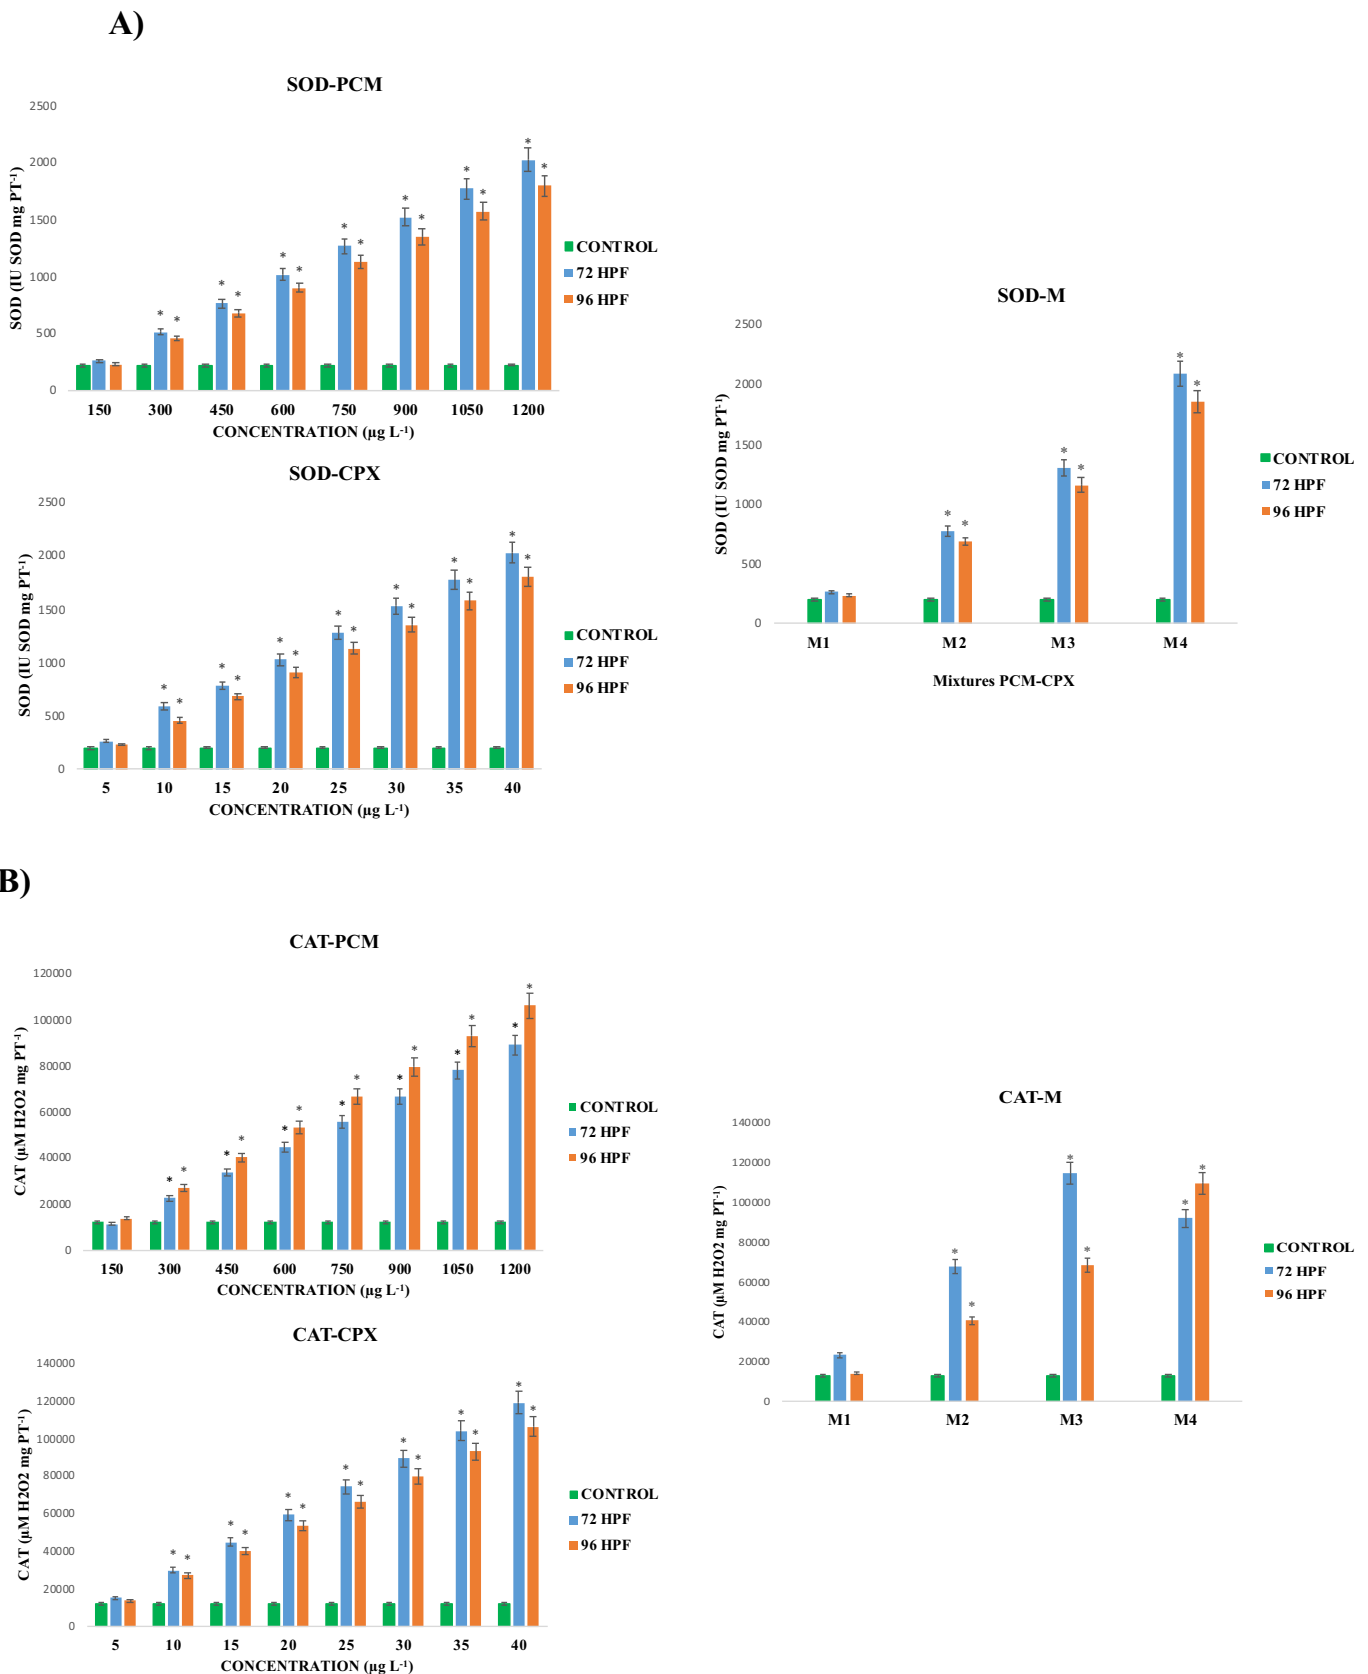 A)
SOD-PCM
2500
2000
1500
1000
500
0
SOD (IU SOD mg PT-1)
* * * * * * * * * * * * * *
150 300 450 600 750 900 1050 1200
CONCENTRATION (µg L-1)
CONTROL
72 HPF
96 HPF
SOD-CPX
2500
2000
1500
1000
500
0
SOD (IU SOD mg PT-1)
* * * * * * * * * * * * * *
5 10 15 20 25 30 35 40
CONCENTRATION (µg L-1)
CONTROL
72 HPF
96 HPF
SOD-M
2500
2000
1500
1000
500
0
SOD (IU SOD mg PT-1)
* * * * * *
M1 M2 M3 M4
Mixtures PCM-CPX
CONTROL
72 HPF
96 HPF
B)
CAT-PCM
120000
100000
80000
60000
40000
20000
0
CAT (µM H2O2 mg PT-1)
* * * * * * * * * * * * * *
150 300 450 600 750 900 1050 1200
CONCENTRATION (µg L-1)
CONTROL
72 HPF
96 HPF
CAT-CPX
140000
120000
100000
80000
60000
40000
20000
0
CAT (µM H2O2 mg PT-1)
* * * * * * * * * * * * * *
5 10 15 20 25 30 35 40
CONCENTRATION (µg L-1)
CONTROL
72 HPF
96 HPF
CAT-M
140000
120000
100000
80000
60000
40000
20000
0
CAT (µM H2O2 mg PT-1)
* * * * * *
M1 M2 M3 M4
CONTROL
72 HPF
96 HPF